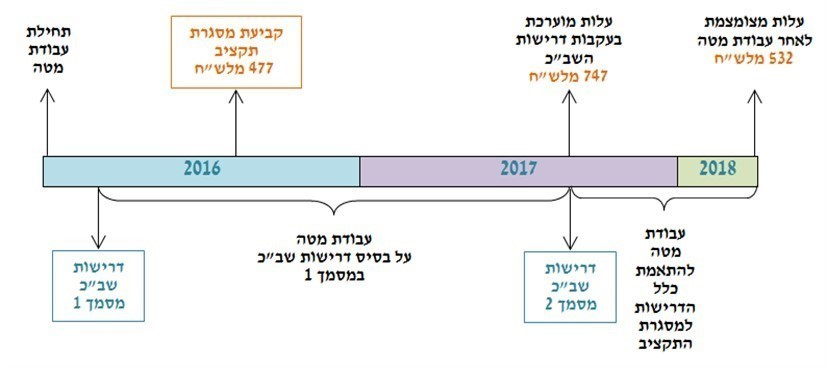 תחילת
עבודת
מטה
קביעת מסגרת
תקציב
477 מלש"ח
עלות מוערכת
בעקבות דרישות
השב"כ
747 מלש"ח
עלות מצומצמת
לאחר עבודת מטה
532 מלש"ח
2016
2017
2018
דרישות
שב"כ
מסמך 1
עבודת מטה
על בסיס דרישות שב"כ
במסמך 1
דרישות
שב"כ
מסמך 2
עבודת
מטה
להתאמת
כלל
הדרישות
למסגרת
התקציב